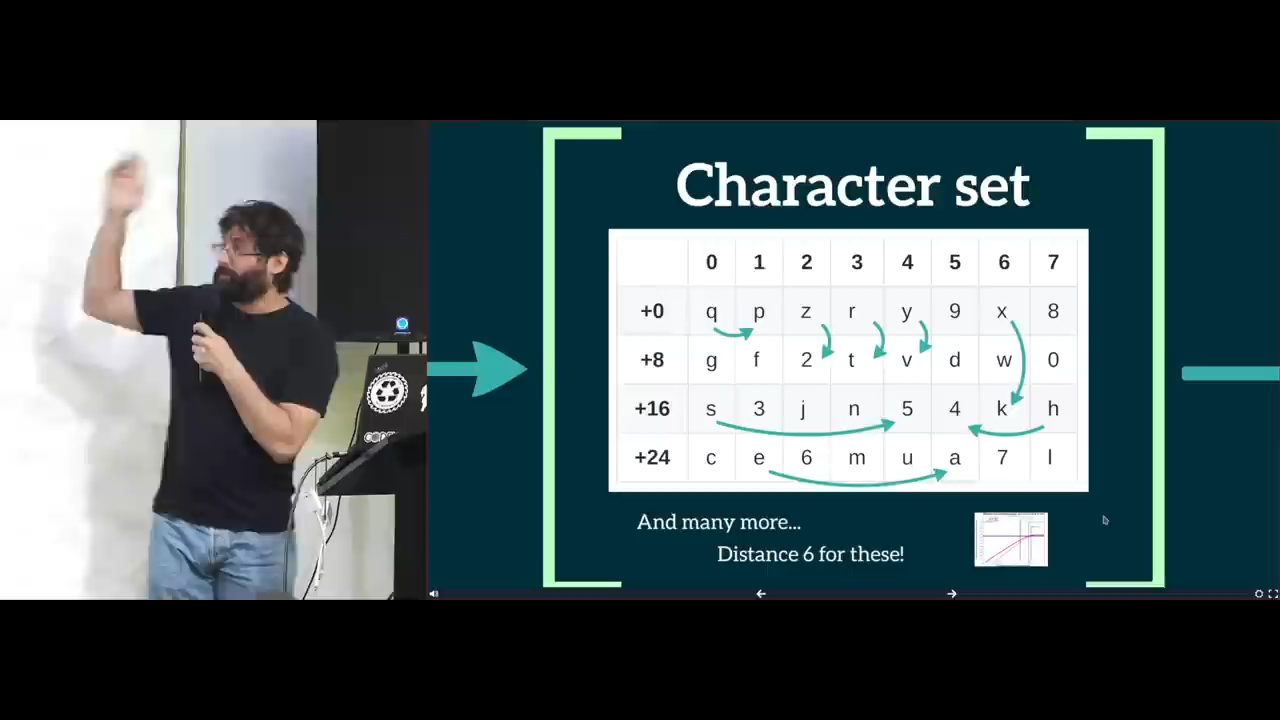 Character set
0 1 2 3 4 5 6 7
+0 q p z r y 9 x 8
+8 g f 2 t v d w 0
+16 s 3 j n 5 4 k h
+24 c e 6 m u a 7 l
And many more...
Distance 6 for these!